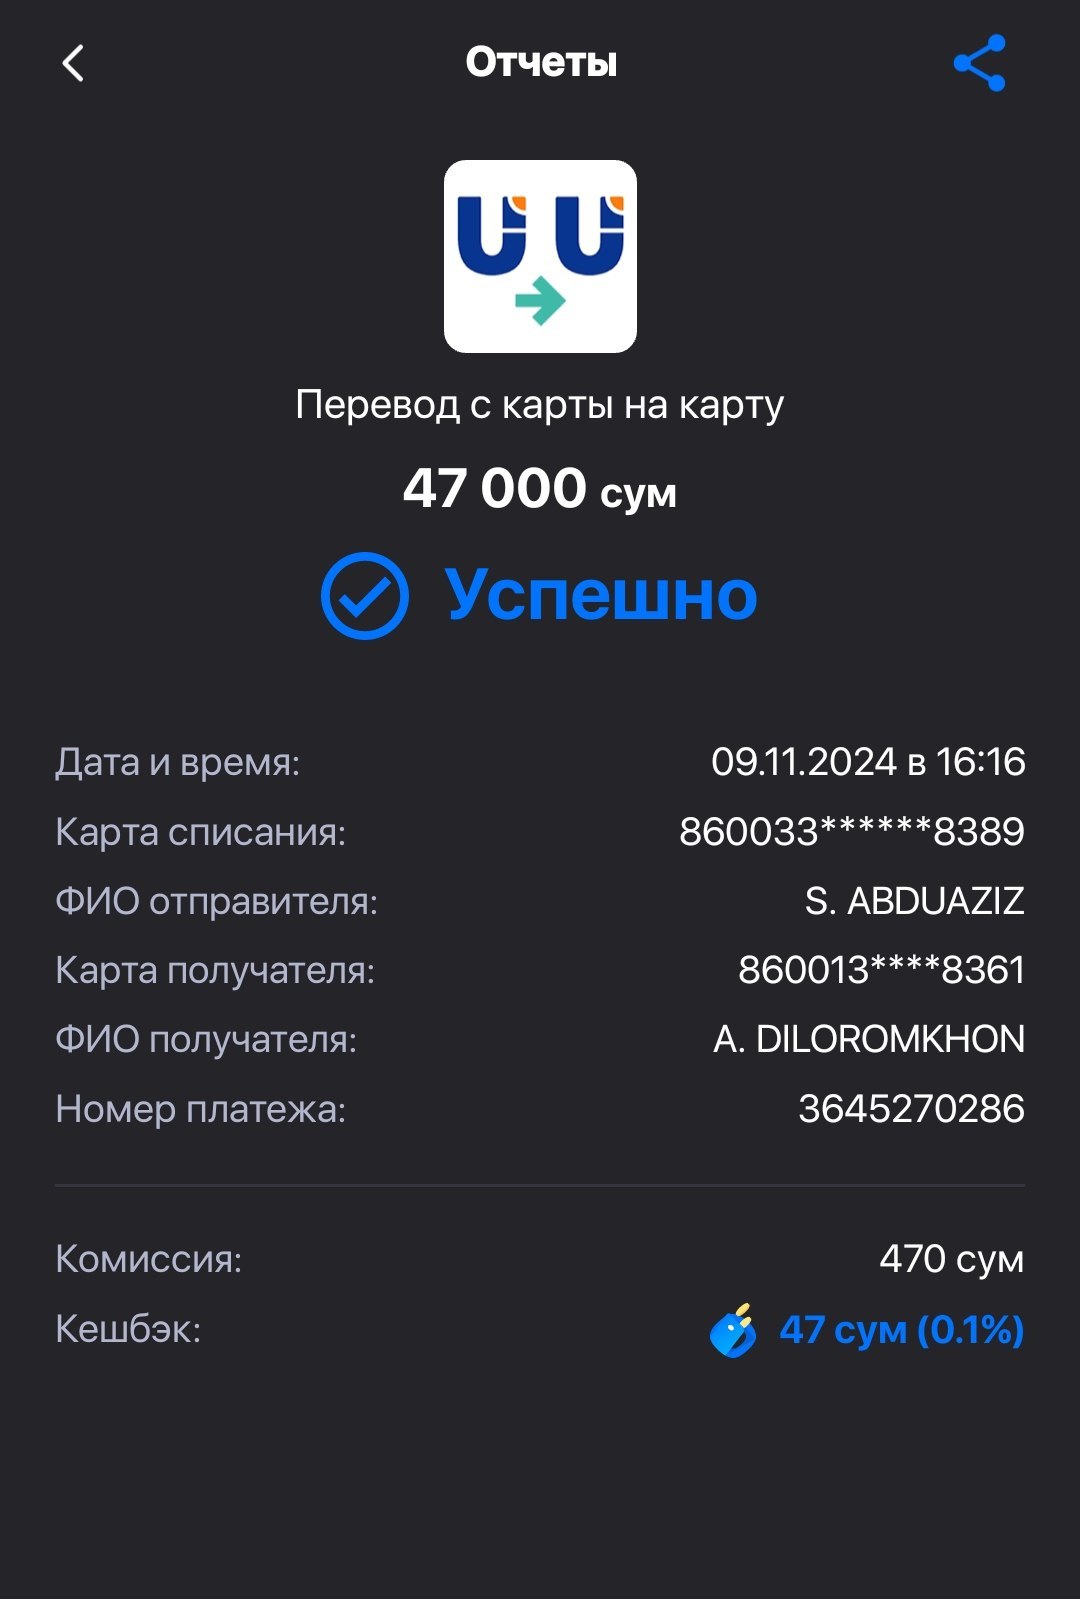 Отчеты
Перевод с карты на карту
47 000 сум
Успешно
Дата и время: 09.11.2024 в 16:16
Карта списания: 860033******8389
ФИО отправителя: S. ABDUAZIZ
Карта получателя: 860013****8361
ФИО получателя: A. DILOROMKHON
Номер платежа: 3645270286
Комиссия: 470 сум
Кешбэк: 47 сум (0.1%)